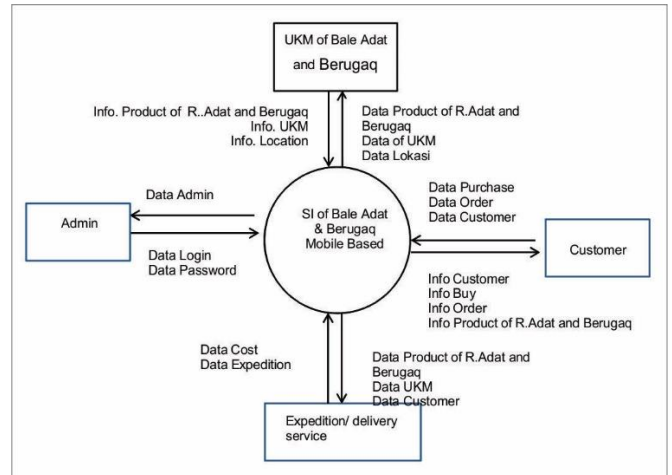 UKM of Bale Adat
and Berugaq
Info. Product of R..Adat and Berugaq
Info. UKM
Info. Location
Data Product of R.Adat and
Berugaq
Data of UKM
Data Lokasi
Data Admin
Admin
Data Login
Data Password
SI of Bale Adat
& Berugaq
Mobile Based
Data Purchase
Data Order
Data Customer
Customer
Info Customer
Info Buy
Info Order
Info Product of R.Adat and Berugaq
Data Cost
Data Expedition
Data Product of R.Adat and
Berugaq
Data UKM
Data Customer
Expedition/ delivery
service